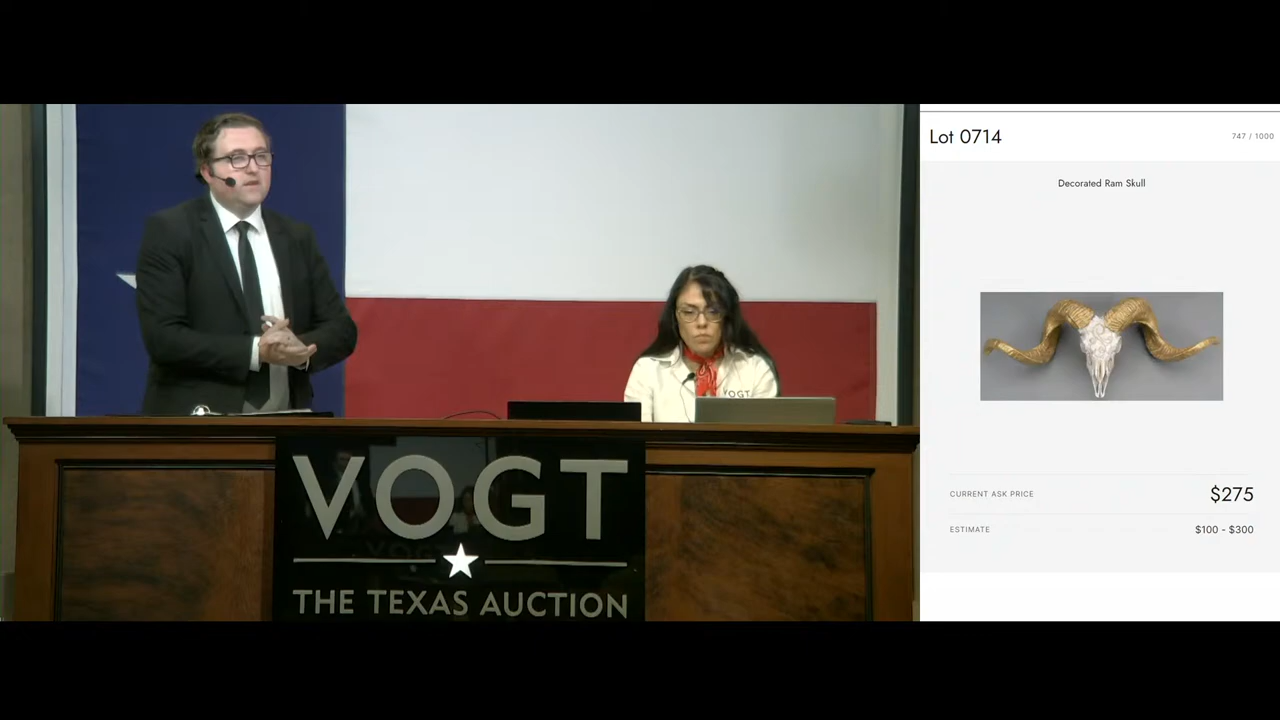 VOGT
VOGT
THE TEXAS AUCTION
Lot 0714
747 / 1000
Decorated Ram Skull
CURRENT ASK PRICE
$275
ESTIMATE
$100 - $300